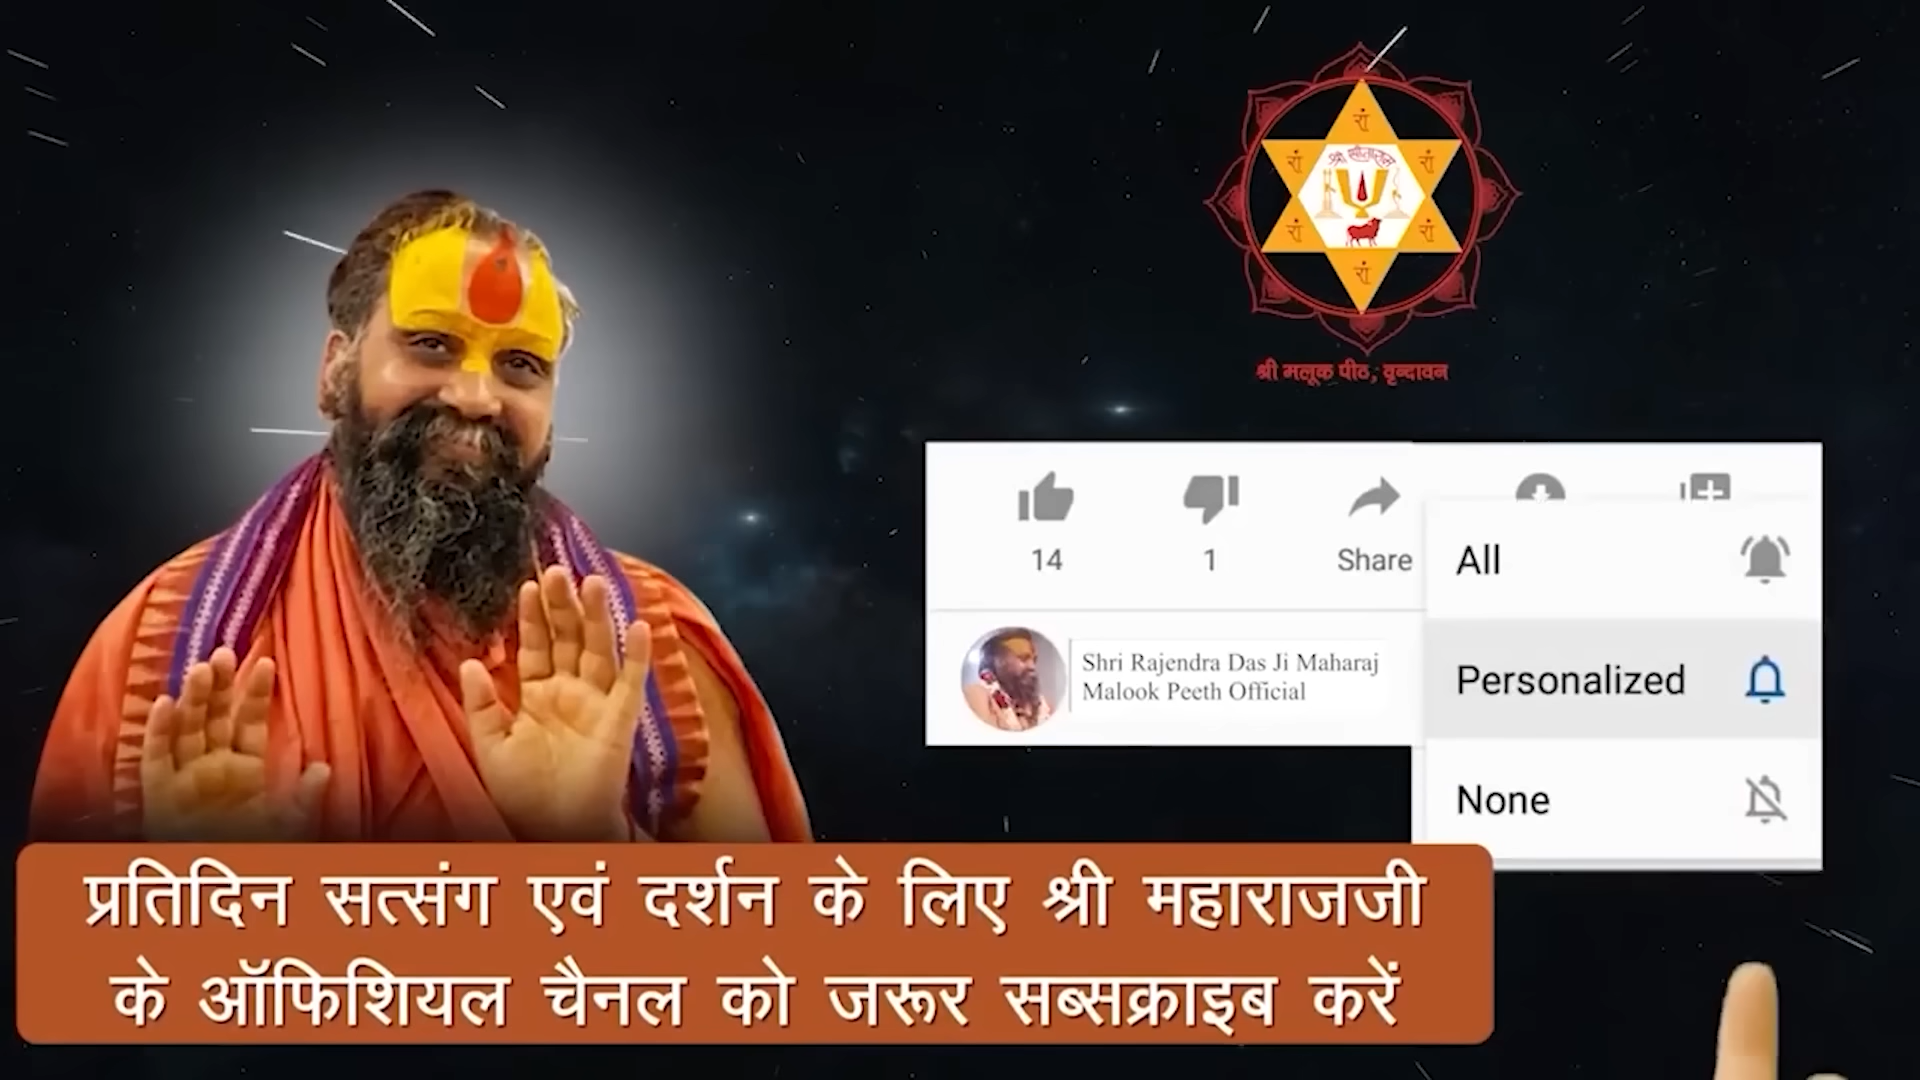 रां
रां
रां
श्री सीताराम
रां
रां
रां
श्री मलूक पीठ, वृन्दावन
14
1
Share
All
Personalized
None
Shri Rajendra Das Ji Maharaj
Malook Peeth Official
प्रतिदिन सत्संग एवं दर्शन के लिए श्री महाराजजी
के ऑफिशियल चैनल को जरूर सब्सक्राइब करें